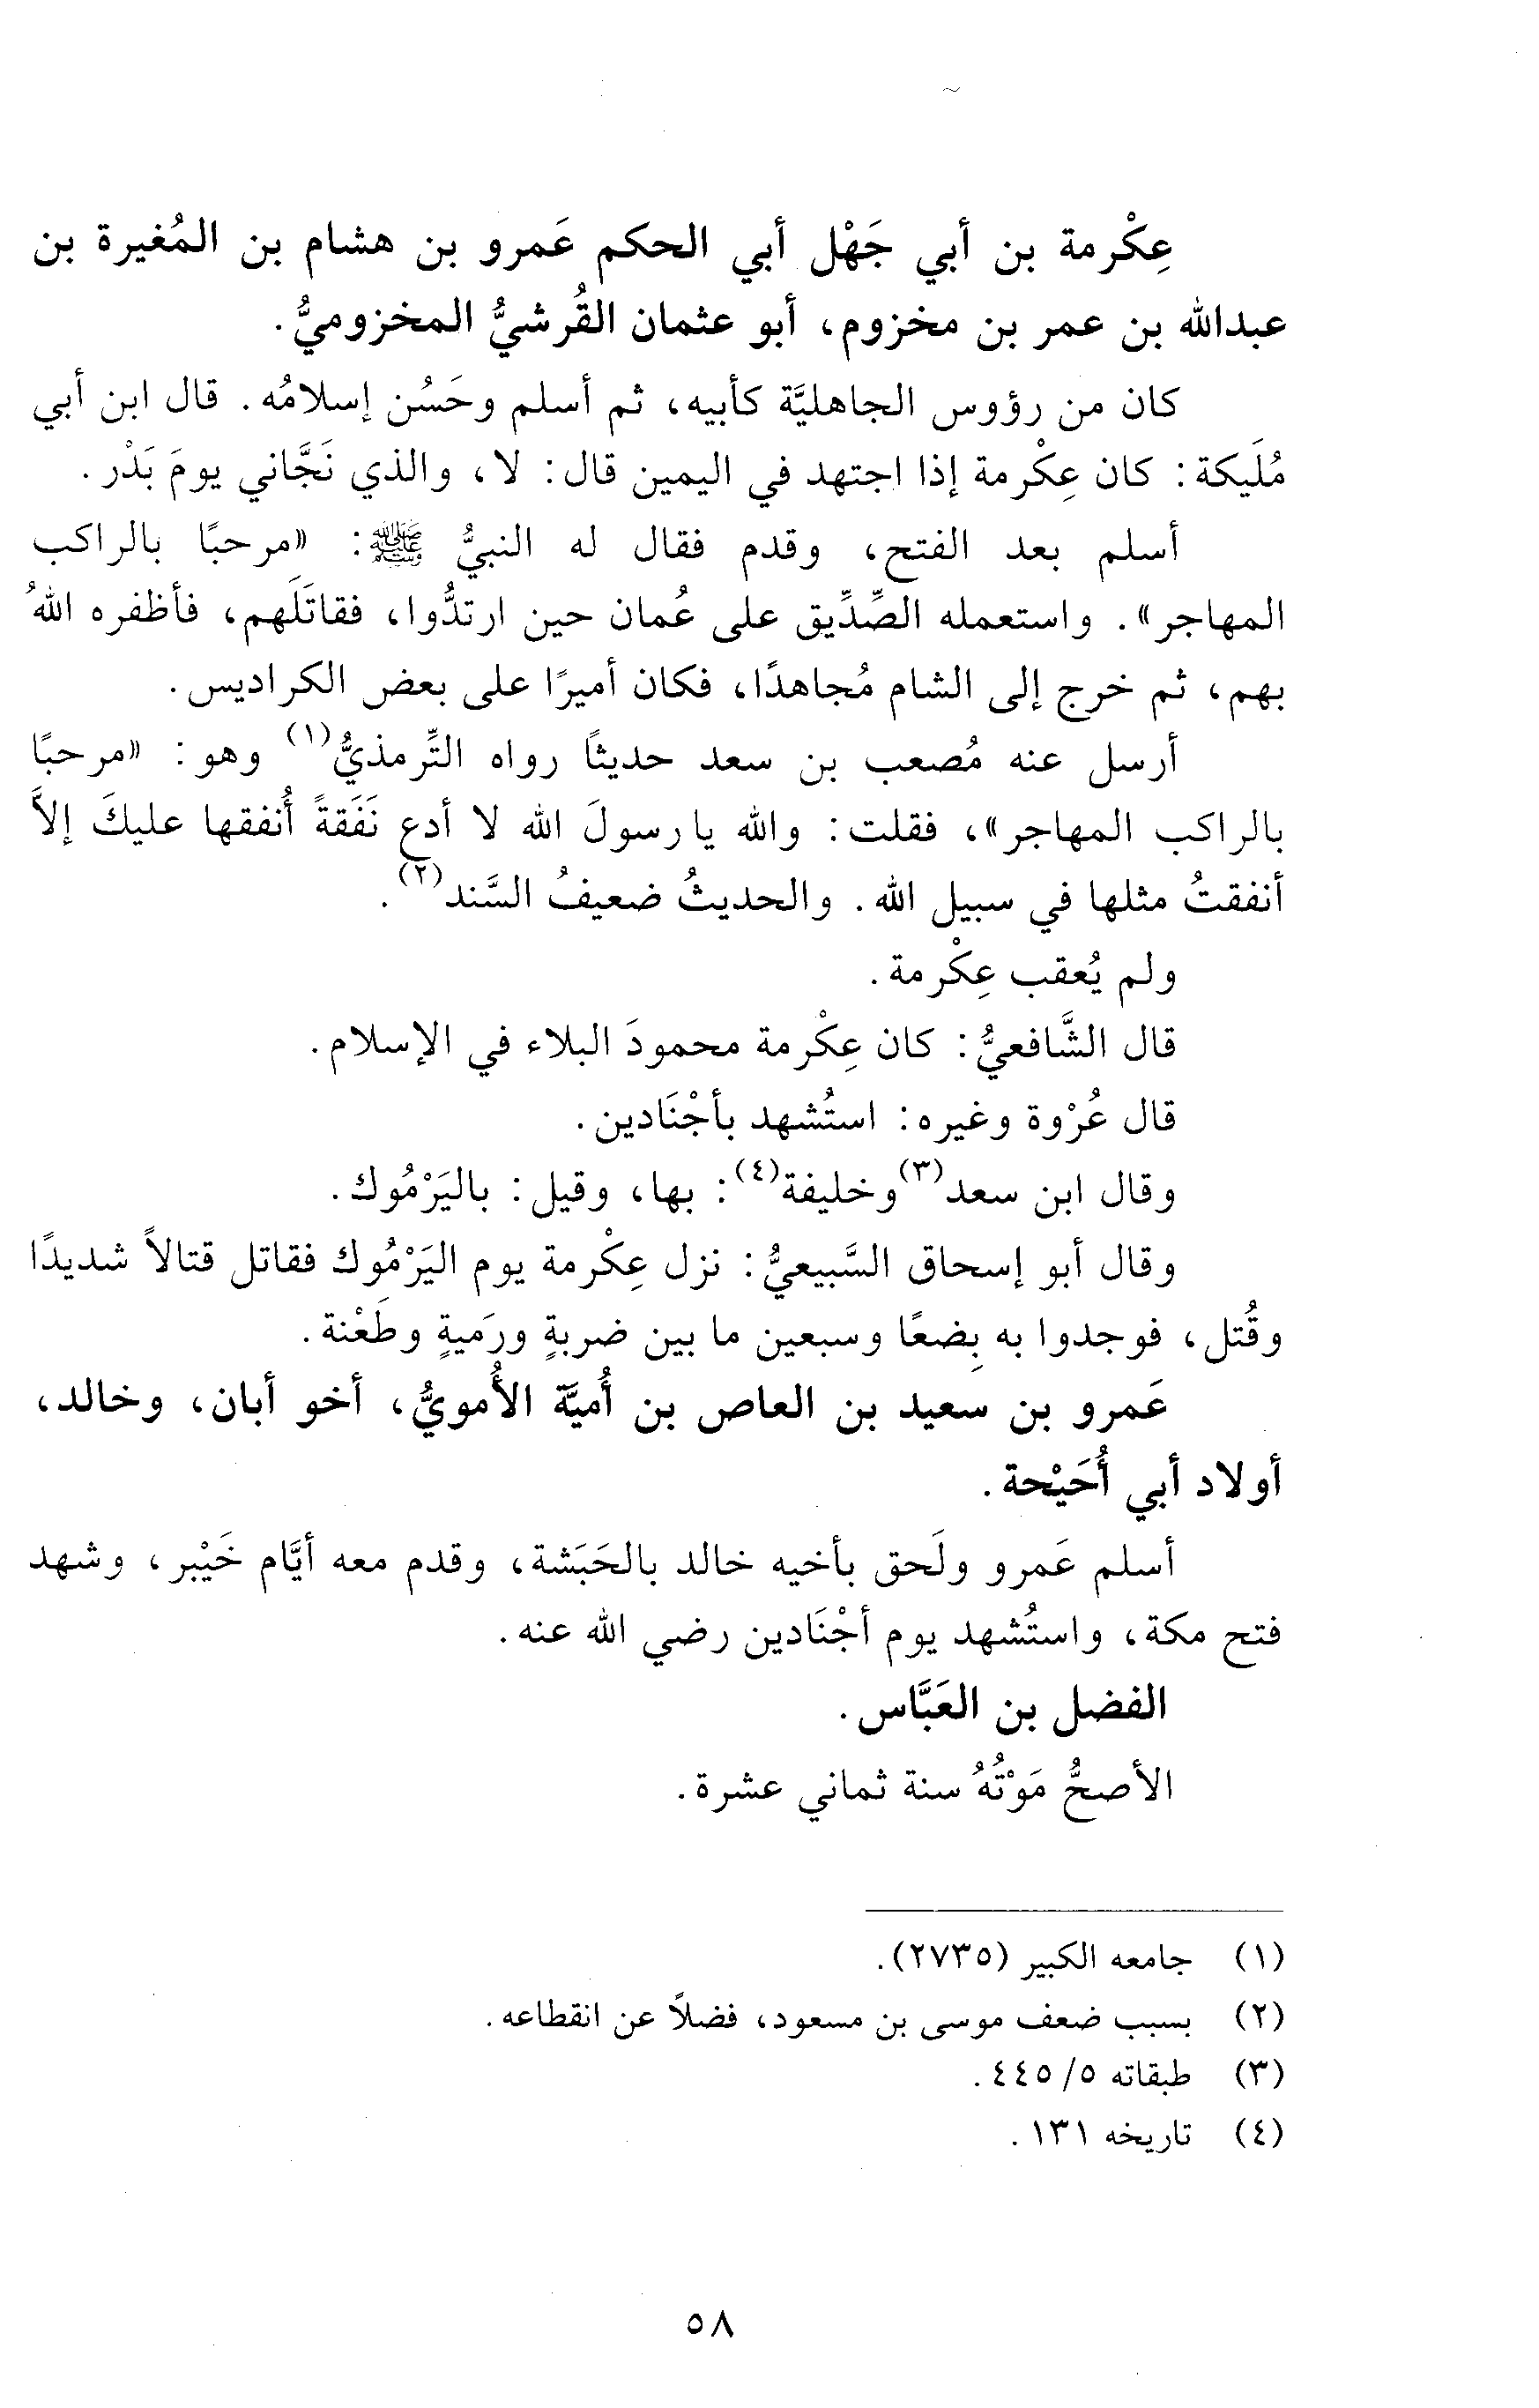 عِكْرمة بن أبي جَهْل أبي الحكم عَمرو بن هشام بن المُغيرة بن
عبدالله بن عمر بن مخزوم، أبو عثمان القُرشيُّ المخزوميُّ.
كان من رؤوس الجاهليَّة كأبيه، ثم أسلم وحَسُن إسلامُه. قال ابن أبي
مُلَيكة: كان عِكْرمة إذا اجتهد في اليمين قال: لا، والذي نَجَّاني يومَ بَدْر.
أسلم بعد الفتح، وقدم فقال له النبيُّ ﷺ: «مرحبًا بالراكب
المهاجر». واستعمله الصِّدِّيق على عُمان حين ارتدُّوا، فقاتَلَهم، فأظفره اللهُ
بهم، ثم خرج إلى الشام مُجاهدًا، فكان أميرًا على بعض الكراديس.
أرسل عنه مُصعب بن سعد حديثًا رواه التِّرمذيُّ(١) وهو: «مرحبًا
بالراكب المهاجر»، فقلت: والله يا رسولَ الله لا أدع نَفَقةً أُنفقها عليكَ إلاَّ
أنفقتُ مثلها في سبيل الله. والحديثُ ضعيفُ السَّند(٢).
ولم يُعقب عِكْرمة.
قال الشَّافعيُّ: كان عِكْرمة محمودَ البلاء في الإسلام.
قال عُرْوة وغيره: استُشهد بأجْنَادين.
وقال ابن سعد(٣) وخليفة(٤): بها، وقيل: باليَرْمُوك.
وقال أبو إسحاق السَّبيعيُّ: نزل عِكْرمة يوم اليَرْمُوك فقاتل قتالاً شديدًا
وقُتل، فوجدوا به بِضعًا وسبعين ما بين ضربةٍ ورَميةٍ وطَعْنة.
عَمرو بن سعيد بن العاص بن أُميَّة الأُمويُّ، أخو أبان، وخالد،
أولاد أبي أُحَيْحة.
أسلم عَمرو ولَحق بأخيه خالد بالحَبَشة، وقدم معه أيَّام خَيْبر، وشهد
فتح مكة، واستُشهد يوم أجْنَادين رضي الله عنه.
الفضل بن العَبَّاس.
الأصحُّ مَوْتُهُ سنة ثماني عشرة.
(١) جامعه الكبير (٢٧٣٥).
(٢) بسبب ضعف موسى بن مسعود، فضلاً عن انقطاعه.
(٣) طبقاته ٥/ ٤٤٥.
(٤) تاريخه ١٣١.
٥٨